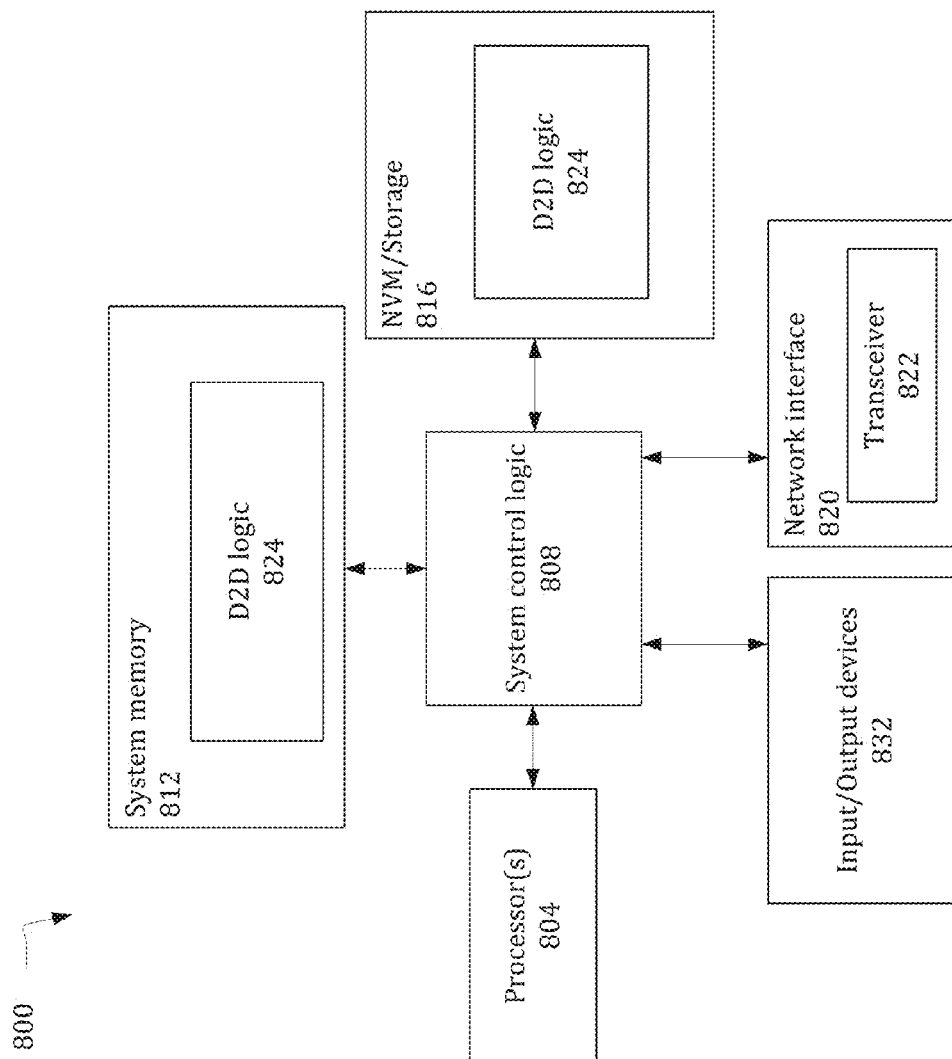 800
System memory
812
D2D logic
824
Processor(s)
804
System control logic
808
NVM/Storage
816
D2D logic
824
Input/Output devices
832
Network interface
820
Transceiver
822